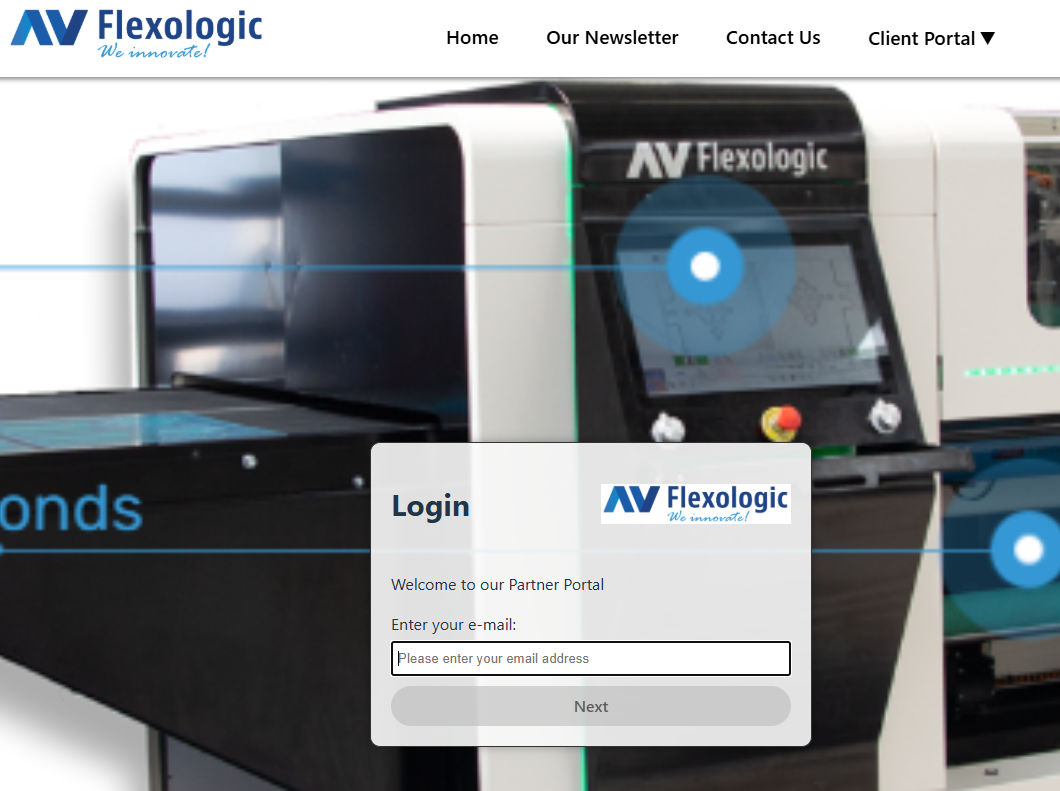 AV Flexologic
We innovate!
Home
Our Newsletter
Contact Us
Client Portal ▼
AV Flexologic
onds
Login
AV Flexologic
We innovate!
Welcome to our Partner Portal
Enter your e-mail:
Please enter your email address
Next